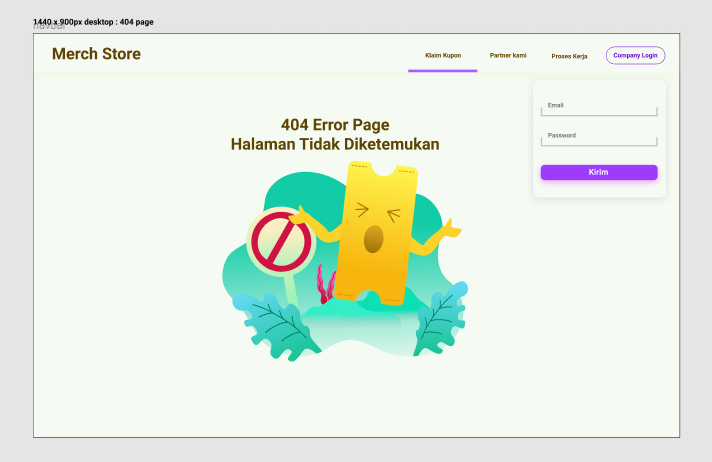 1440 x 900px desktop : 404 page
navbar
Merch Store
Klaim Kupon
Partner kami
Proses Kerja
Company Login
Email
Password
Kirim
404 Error Page
Halaman Tidak Diketemukan